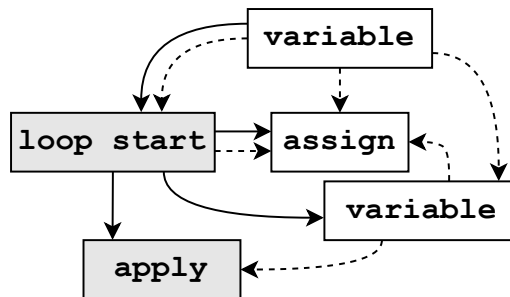 variable
loop start
assign
variable
apply